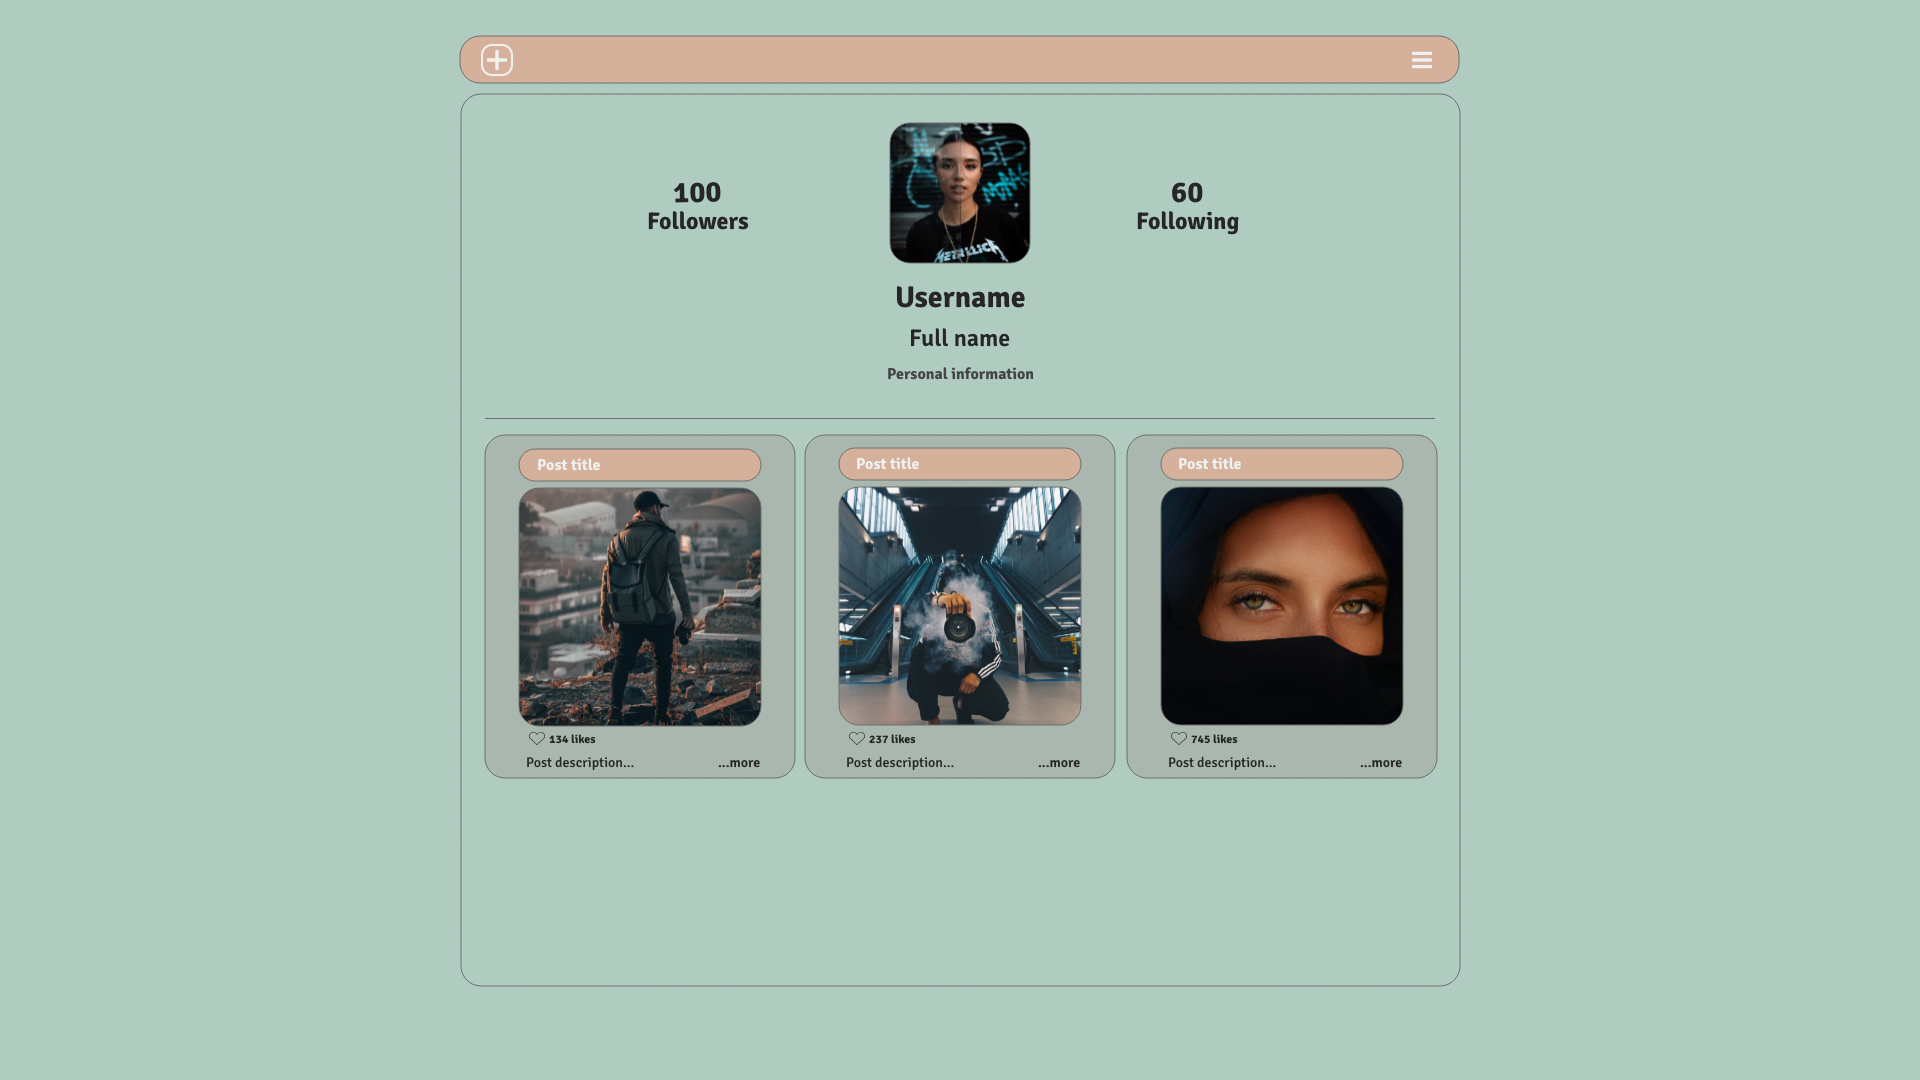 100
Followers
60
Following
METALLICA
Username
Full name
Personal information
Post title
Post title
Post title
134 likes
237 likes
745 likes
Post description...
...more
Post description...
...more
Post description...
...more